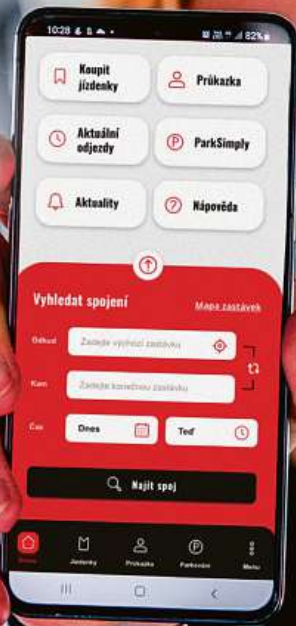 10:28
82%
Koupit
jízdenky
Průkazka
Aktuální
odjezdy
ParkSimply
Aktuality
Nápověda
Vyhledat spojení
Mapa zastávek
Odkud
Zadejte výchozí zastávku
Kam
Zadejte konečnou zastávku
Čas
Dnes
Teď
Najít spoj
Domů
Jízdenky
Průkazka
Parkování
Menu